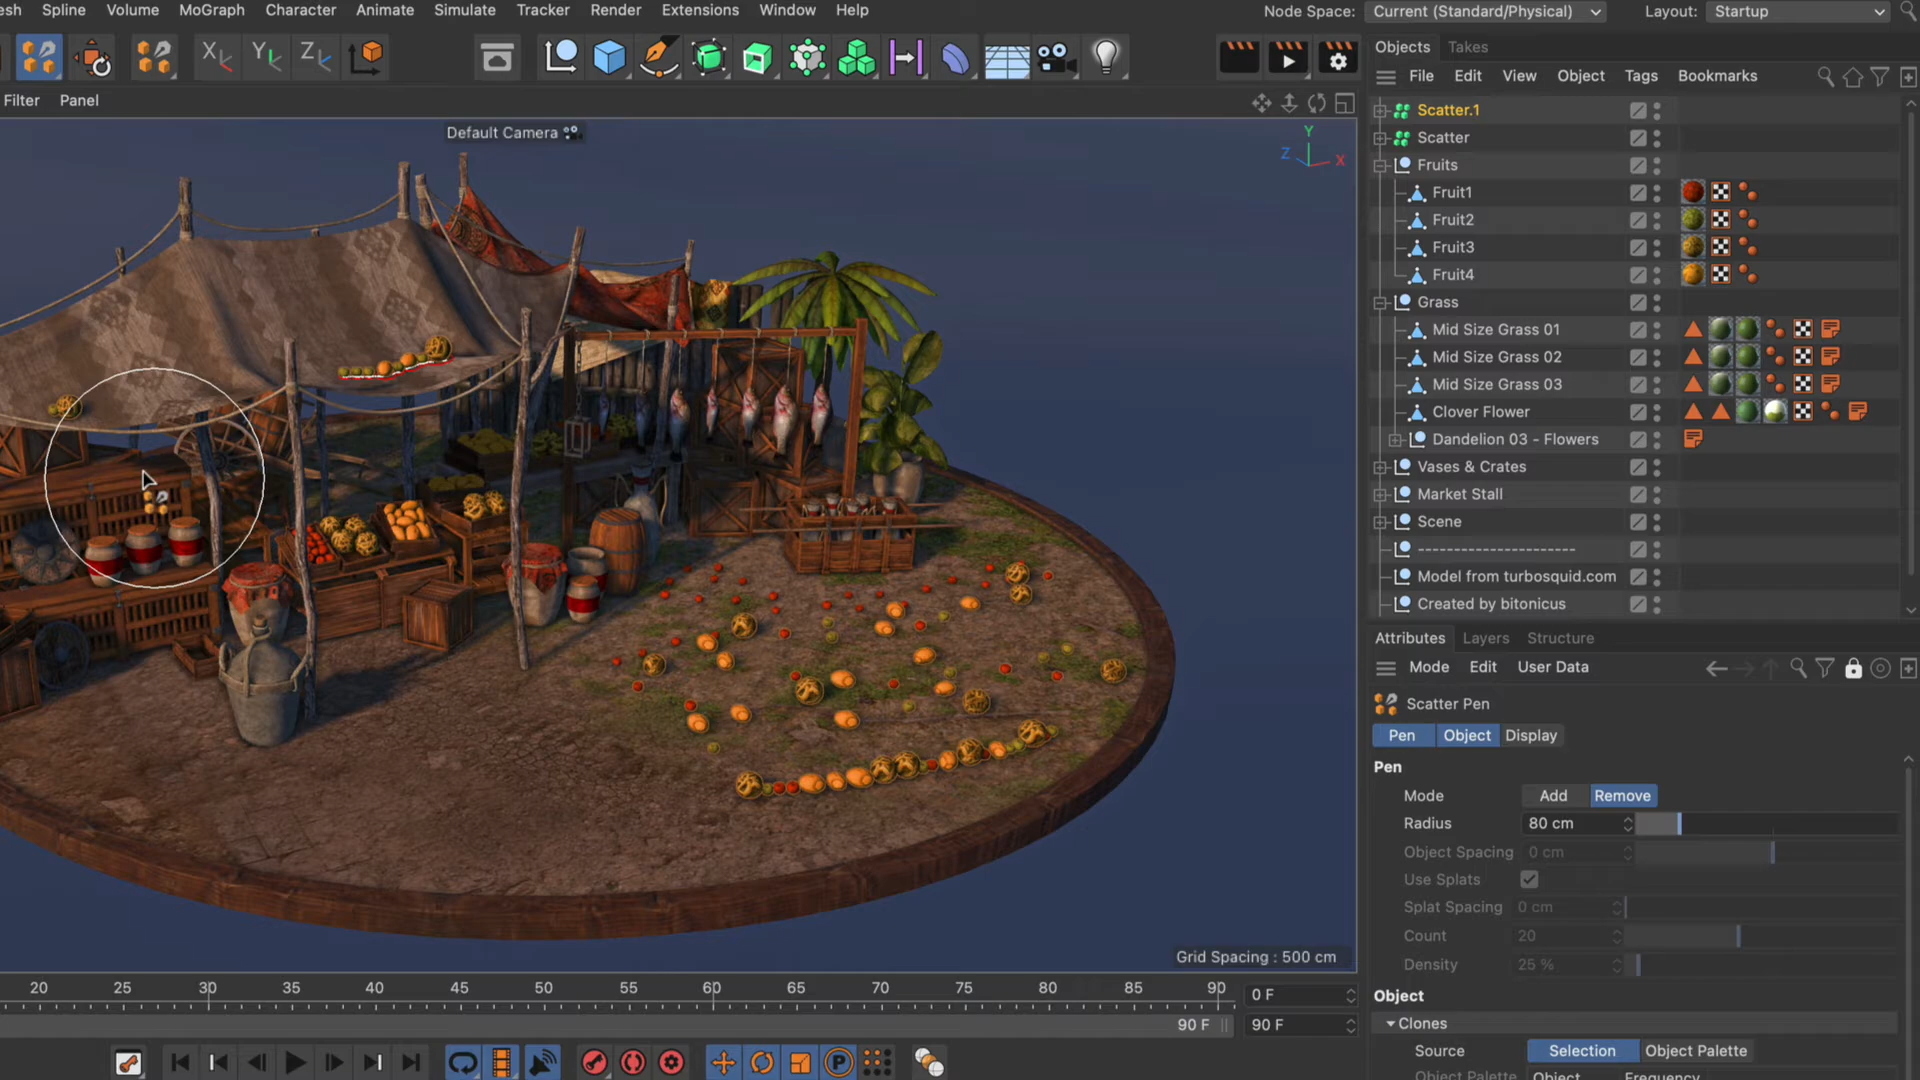 esh Spline Volume MoGraph Character Animate Simulate Tracker Render Extensions Window Help Node Space: Current (Standard/Physical) Layout: Startup
X Y Z
Objects Takes
File Edit View Object Tags Bookmarks
Filter Panel
Default Camera
Y
Z X
Scatter.1
Scatter
Fruits
Fruit1
Fruit2
Fruit3
Fruit4
Grass
Mid Size Grass 01
Mid Size Grass 02
Mid Size Grass 03
Clover Flower
Dandelion 03 - Flowers
Vases & Crates
Market Stall
Scene
-----------------------
Model from turbosquid.com
Created by bitonicus
Attributes Layers Structure
Mode Edit User Data
Scatter Pen
Pen Object Display
Pen
Mode Add Remove
Radius 80 cm
Object Spacing 0 cm
Use Splats
Splat Spacing 0 cm
Count 20
Density 25 %
Object
Clones
Source Selection Object Palette
Object Palette Object Frequency
Grid Spacing : 500 cm
20 25 30 35 40 45 50 55 60 65 70 75 80 85 90 0 F
90 F 90 F
P